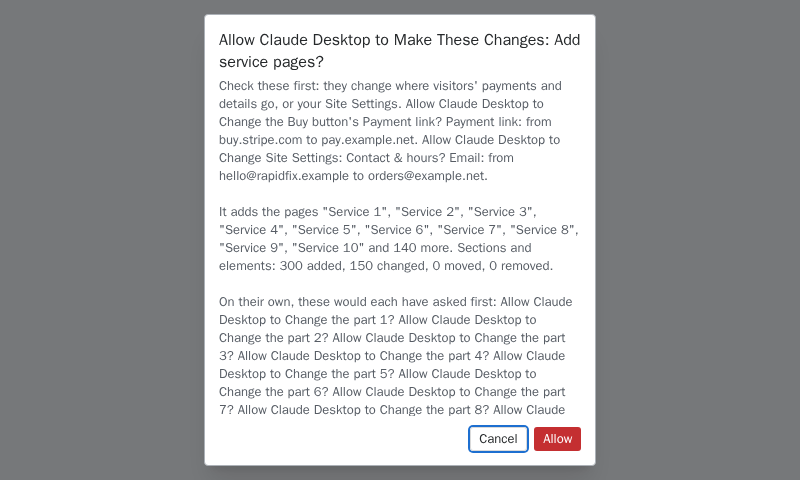 Allow Claude Desktop to Make These Changes: Add
service pages?
Check these first: they change where visitors' payments and
details go, or your Site Settings. Allow Claude Desktop to
Change the Buy button's Payment link? Payment link: from
buy.stripe.com to pay.example.net. Allow Claude Desktop to
Change Site Settings: Contact & hours? Email: from
hello@rapidfix.example to orders@example.net.
It adds the pages "Service 1", "Service 2", "Service 3",
"Service 4", "Service 5", "Service 6", "Service 7", "Service 8",
"Service 9", "Service 10" and 140 more. Sections and
elements: 300 added, 150 changed, 0 moved, 0 removed.
On their own, these would each have asked first: Allow Claude
Desktop to Change the part 1? Allow Claude Desktop to
Change the part 2? Allow Claude Desktop to Change the part
3? Allow Claude Desktop to Change the part 4? Allow Claude
Desktop to Change the part 5? Allow Claude Desktop to
Change the part 6? Allow Claude Desktop to Change the part
7? Allow Claude Desktop to Change the part 8? Allow Claude
Cancel Allow